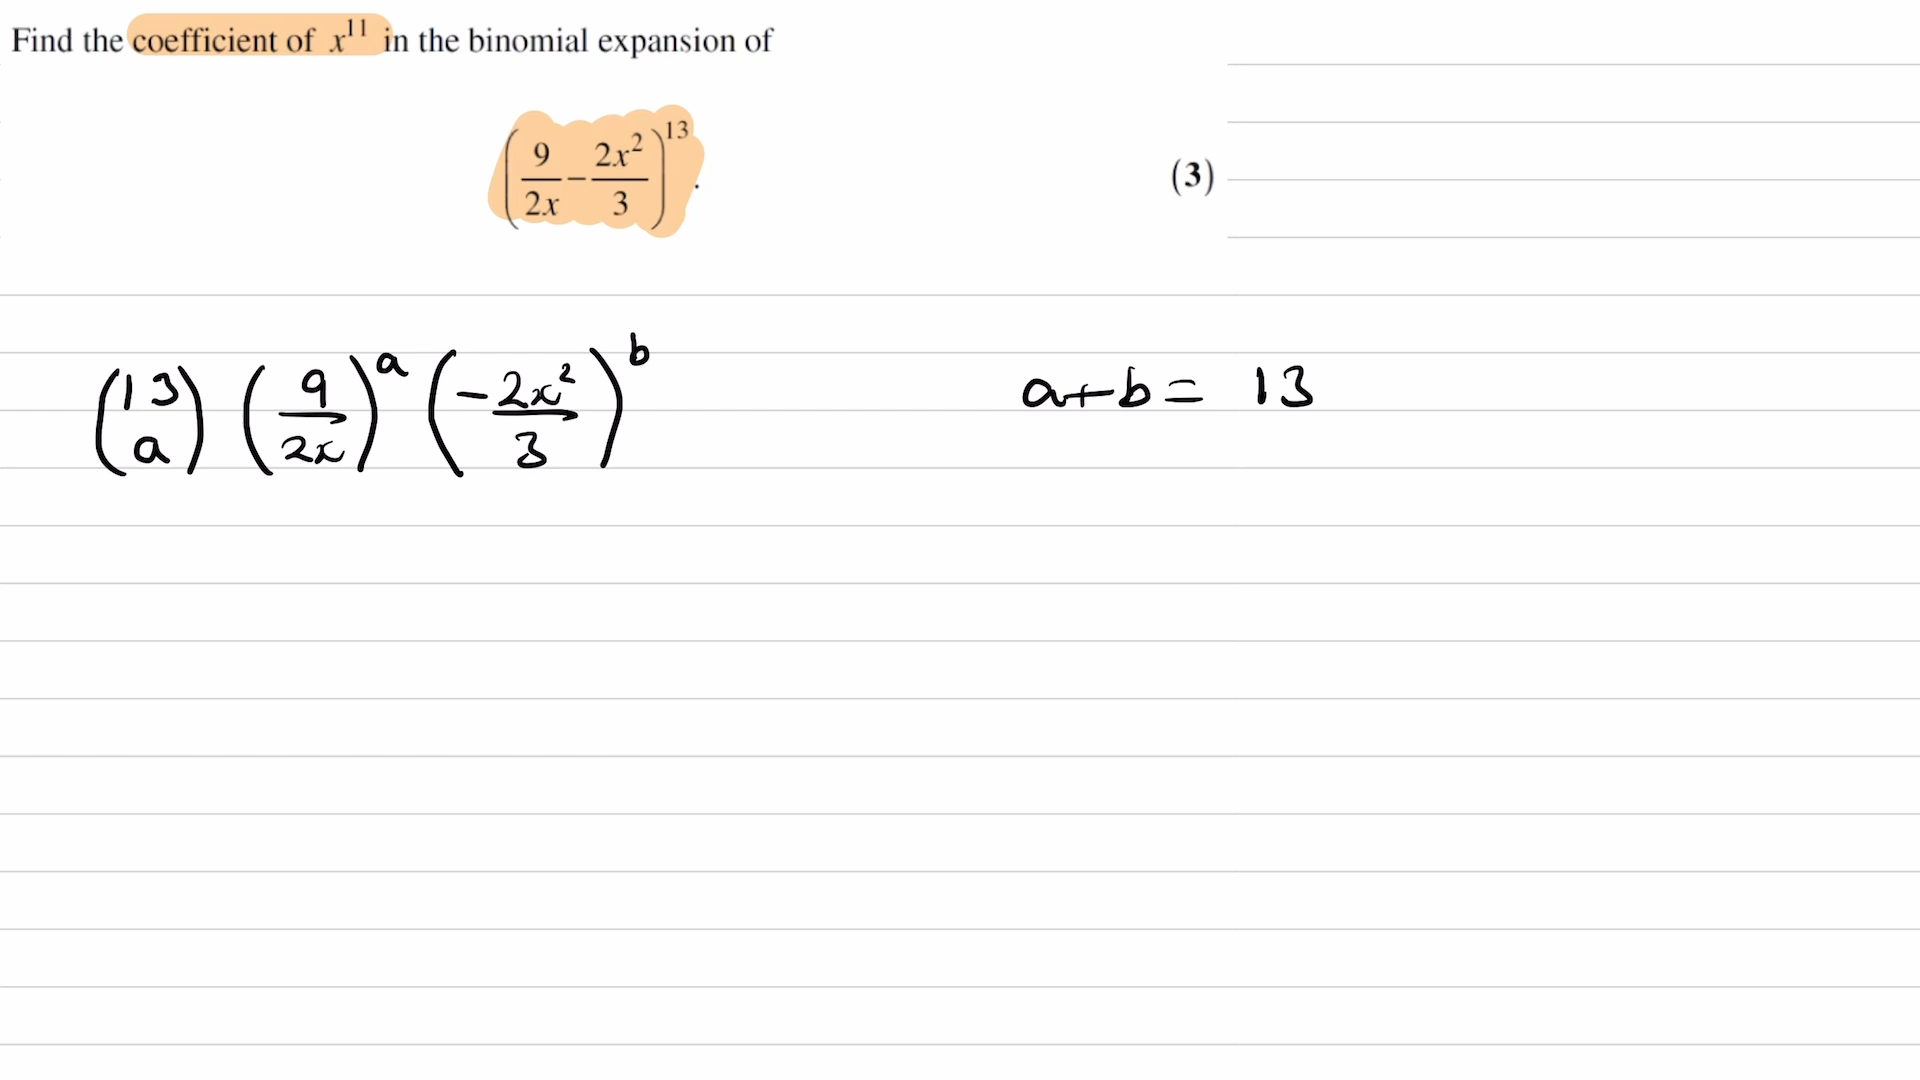 Find the coefficient of x^11 in the binomial expansion of
(9/2x − 2x²/3)^13.
(3)
(13 a) (9/2x)^a (−2x²/3)^b
a+b = 13